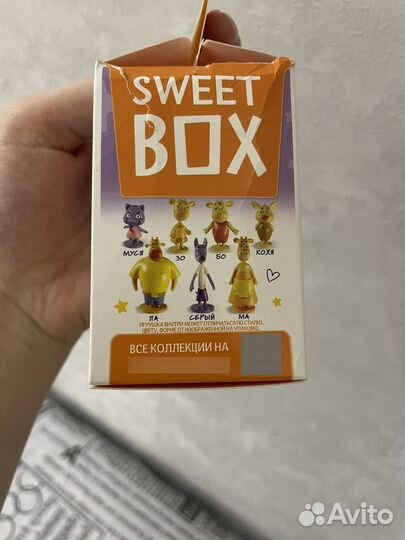 SWEET
BOX
МУСЯ ЗО БО КОЛЯ
ПА СЕРЫЙ МА
ИГРУШКА ВНУТРИ МОЖЕТ ОТЛИЧАТЬСЯ ПО СТИЛЮ,
ЦВЕТУ, ФОРМЕ ОТ ИЗОБРАЖЕННОЙ НА УПАКОВКЕ.
ВСЕ КОЛЛЕКЦИИ НА
Avito